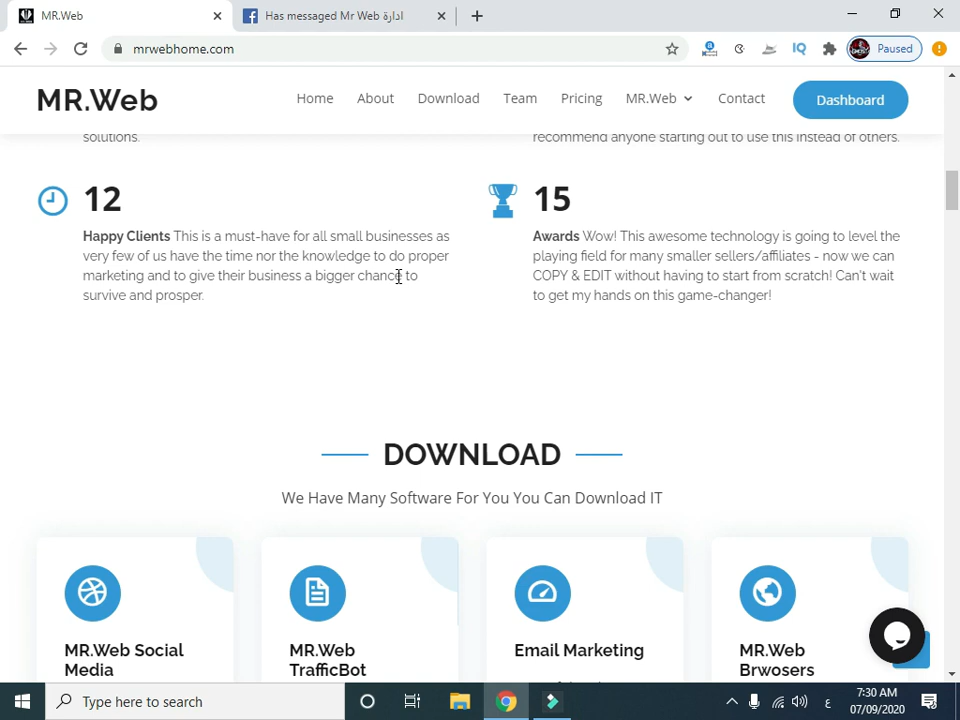 MR.Web
Has messaged Mr Web ادارة
mrwebhome.com
Paused
MR.Web
Home
About
Download
Team
Pricing
MR.Web
Contact
Dashboard
solutions.
recommend anyone starting out to use this instead of others.
12
Happy Clients This is a must-have for all small businesses as
very few of us have the time nor the knowledge to do proper
marketing and to give their business a bigger chance to
survive and prosper.
15
Awards Wow! This awesome technology is going to level the
playing field for many smaller sellers/affiliates - now we can
COPY & EDIT without having to start from scratch! Can't wait
to get my hands on this game-changer!
DOWNLOAD
We Have Many Software For You You Can Download IT
MR.Web Social
Media
MR.Web
TrafficBot
Email Marketing
MR.Web
Brwosers
Type here to search
ع
7:30 AM
07/09/2020